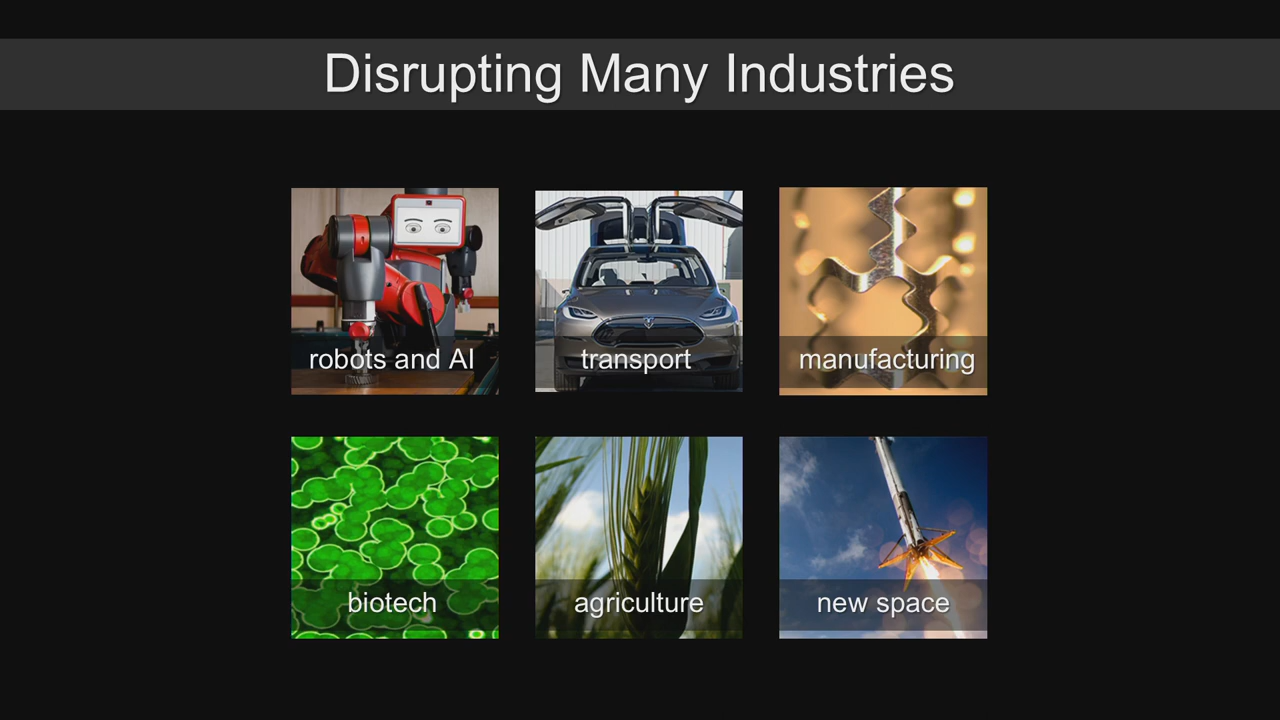 Disrupting Many Industries
robots and AI
transport
manufacturing
biotech
agriculture
new space